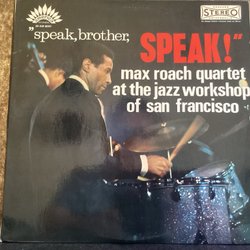 "speak, brother,
SPEAK!"
max roach quartet
at the jazz workshop
of san francisco
STEREO